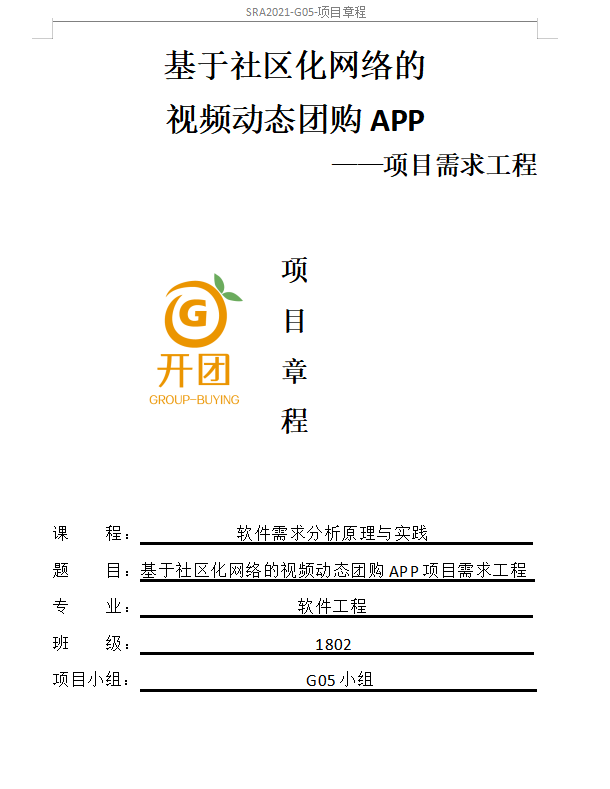 SRA2021-G05-项目章程
基于社区化网络的
视频动态团购 APP
——项目需求工程
项
目
章
程
G
开团
GROUP-BUYING
课 程：软件需求分析原理与实践
题 目：基于社区化网络的视频动态团购 APP 项目需求工程
专 业：软件工程
班 级：1802
项目小组：G05 小组